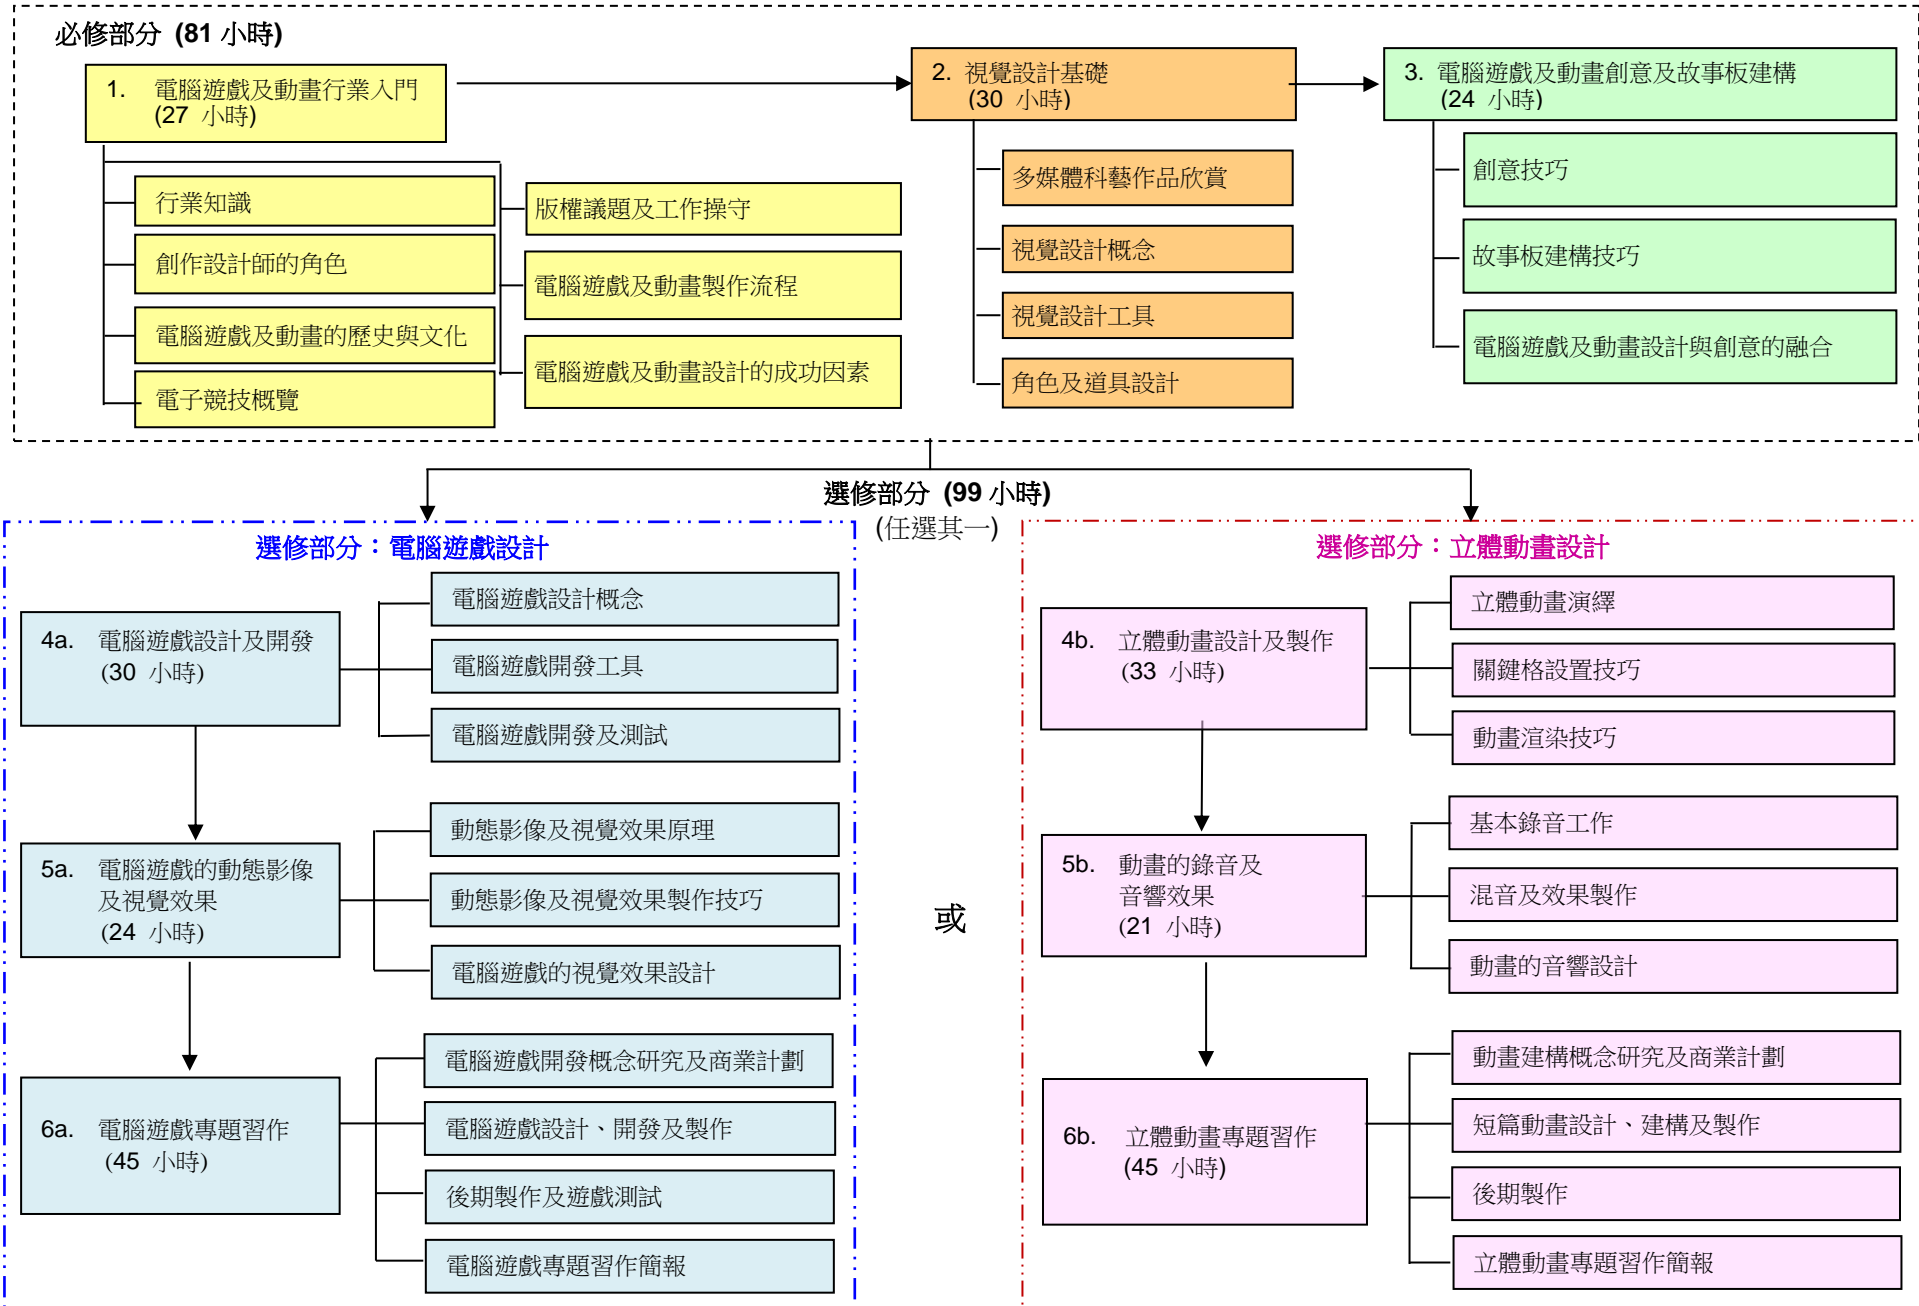 必修部分 (81 小時)
1. 電腦遊戲及動畫行業入門
(27 小時)
行業知識
創作設計師的角色
電腦遊戲及動畫的歷史與文化
電子競技概覽
版權議題及工作操守
電腦遊戲及動畫製作流程
電腦遊戲及動畫設計的成功因素
2. 視覺設計基礎
(30 小時)
多媒體科藝作品欣賞
視覺設計概念
視覺設計工具
角色及道具設計
3. 電腦遊戲及動畫創意及故事板建構
(24 小時)
創意技巧
故事板建構技巧
電腦遊戲及動畫設計與創意的融合
選修部分 (99 小時)
(任選其一)
選修部分：電腦遊戲設計
4a. 電腦遊戲設計及開發
(30 小時)
電腦遊戲設計概念
電腦遊戲開發工具
電腦遊戲開發及測試
5a. 電腦遊戲的動態影像
及視覺效果
(24 小時)
動態影像及視覺效果原理
動態影像及視覺效果製作技巧
電腦遊戲的視覺效果設計
6a. 電腦遊戲專題習作
(45 小時)
電腦遊戲開發概念研究及商業計劃
電腦遊戲設計、開發及製作
後期製作及遊戲測試
電腦遊戲專題習作簡報
或
選修部分：立體動畫設計
4b. 立體動畫設計及製作
(33 小時)
立體動畫演繹
關鍵格設置技巧
動畫渲染技巧
5b. 動畫的錄音及
音響效果
(21 小時)
基本錄音工作
混音及效果製作
動畫的音響設計
6b. 立體動畫專題習作
(45 小時)
動畫建構概念研究及商業計劃
短篇動畫設計、建構及製作
後期製作
立體動畫專題習作簡報